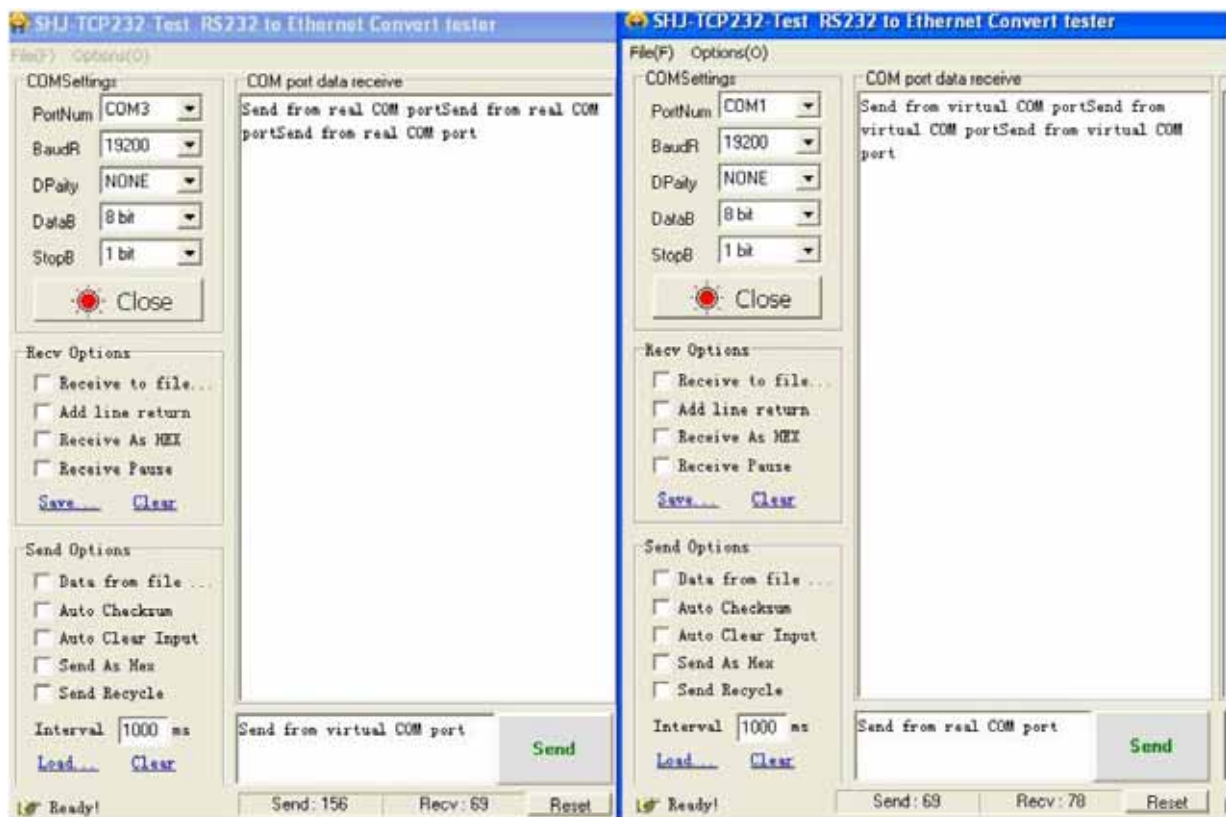 SHJ-TCP232-Test RS232 to Ethernet Convert tester
File(F) Options(O)
COMSettings
PortNum COM3
BaudR 19200
DPaity NONE
DataB 8 bit
StopB 1 bit
Close
Recv Options
Receive to file...
Add line return
Receive As HEX
Receive Pause
Save... Clear
Send Options
Data from file ...
Auto Checksum
Auto Clear Input
Send As Hex
Send Recycle
Interval 1000 ms
Load... Clear
Ready!
COM port data receive
Send from real COM portSend from real COM
portSend from real COM port
Send from virtual COM port
Send
Send : 156 Recv : 69 Reset
SHJ-TCP232-Test RS232 to Ethernet Convert tester
File(F) Options(O)
COMSettings
PortNum COM1
BaudR 19200
DPaity NONE
DataB 8 bit
StopB 1 bit
Close
Recv Options
Receive to file...
Add line return
Receive As HEX
Receive Pause
Save... Clear
Send Options
Data from file ...
Auto Checksum
Auto Clear Input
Send As Hex
Send Recycle
Interval 1000 ms
Load... Clear
Ready!
COM port data receive
Send from virtual COM portSend from
virtual COM portSend from virtual COM
port
Send from real COM port
Send
Send : 69 Recv : 78 Reset